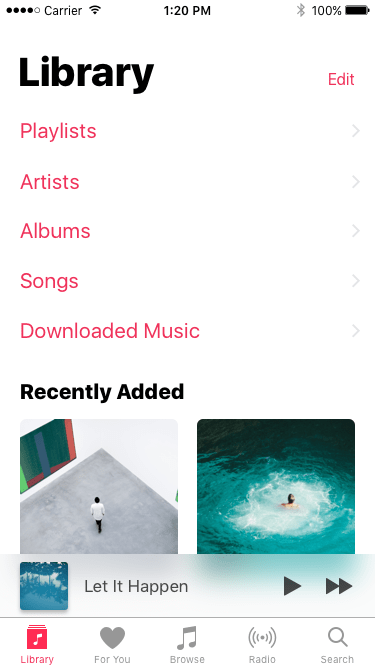 Carrier 1:20 PM 100%
Library
Edit
Playlists
Artists
Albums
Songs
Downloaded Music
Recently Added
Let It Happen
Library For You Browse Radio Search